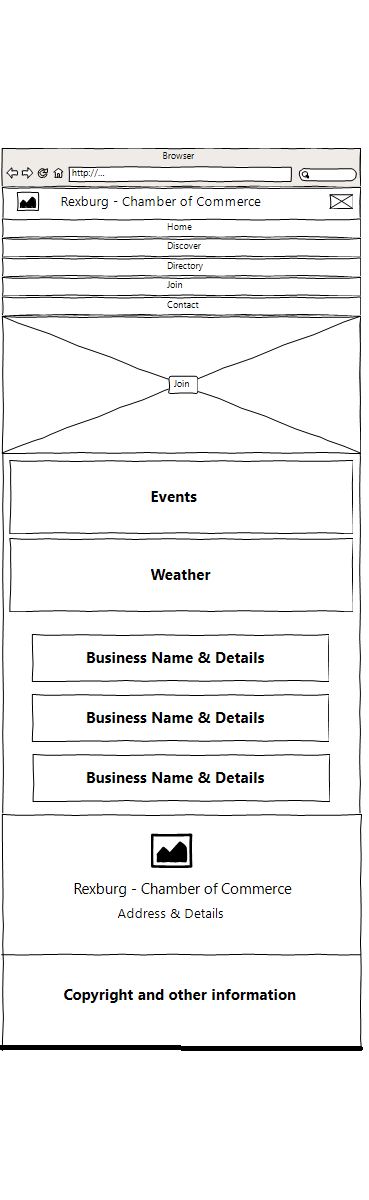 Browser
http://...
Rexburg - Chamber of Commerce
Home
Discover
Directory
Join
Contact
Join
Events
Weather
Business Name & Details
Business Name & Details
Business Name & Details
Rexburg - Chamber of Commerce
Address & Details
Copyright and other information